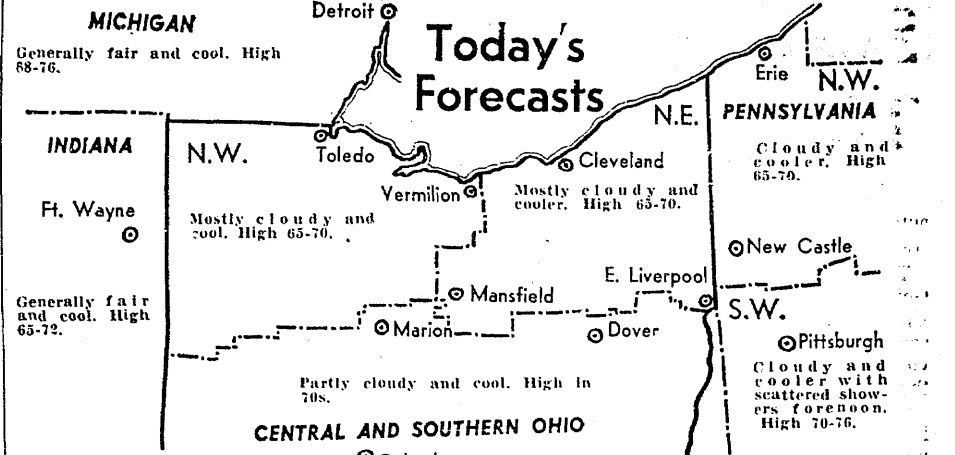 Detroit
MICHIGAN
Generally fair and cool. High
68-76.
Today's
Forecasts
Erie
N.W.
PENNSYLVANIA
Cloudy and
cooler. High
65-70.
INDIANA
N.W.
Toledo
N.E.
Cleveland
Vermilion
Mostly cloudy and
cooler. High 65-70.
Ft. Wayne
Mostly cloudy and
cool. High 65-70.
New Castle
E. Liverpool
Generally fair
and cool. High
65-72.
Mansfield
Marion
Dover
S.W.
Pittsburgh
Cloudy and
cooler with
scattered show-
ers forenoon.
High 70-76.
Partly cloudy and cool. High in
70s.
CENTRAL AND SOUTHERN OHIO